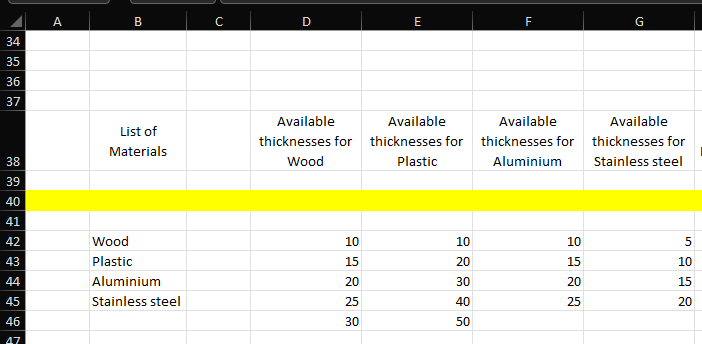 A B C D E F G
34
35
36
37
38 List of Materials Available thicknesses for Wood Available thicknesses for Plastic Available thicknesses for Aluminium Available thicknesses for Stainless steel
39
40
41
42 Wood 10 10 10 5
43 Plastic 15 20 15 10
44 Aluminium 20 30 20 15
45 Stainless steel 25 40 25 20
46 30 50
47